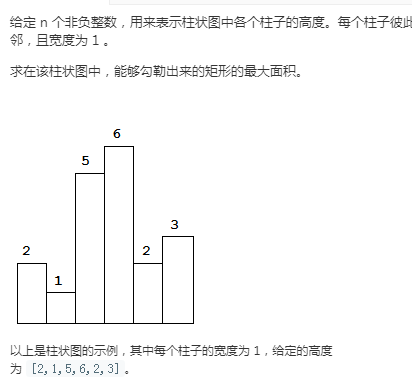 给定 n 个非负整数，用来表示柱状图中各个柱子的高度。每个柱子彼此
邻，且宽度为 1 。
求在该柱状图中，能够勾勒出来的矩形的最大面积。
6
5
3
2
2
1
以上是柱状图的示例，其中每个柱子的宽度为 1，给定的高度
为 [2,1,5,6,2,3]。